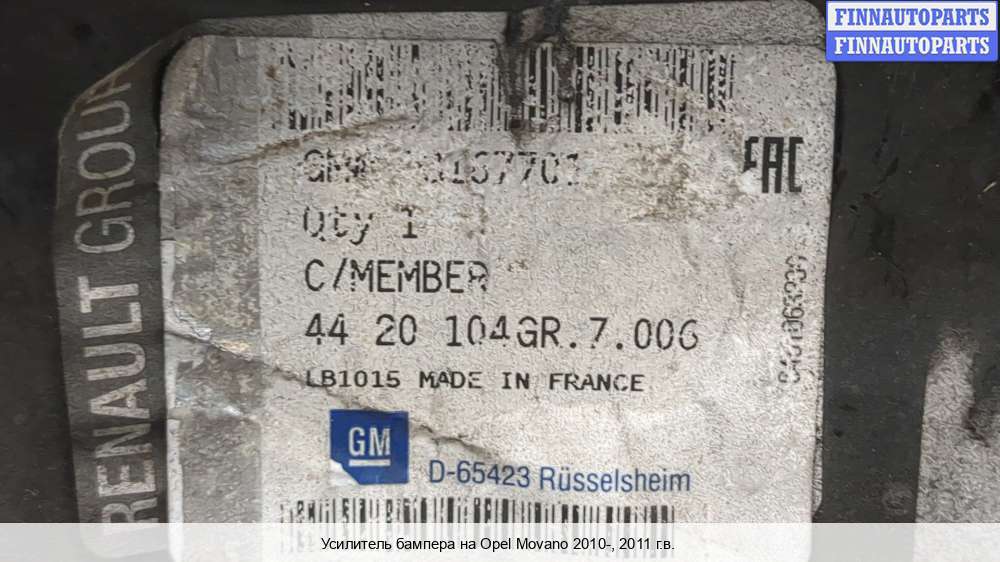 FINNAUTOPARTS
FINNAUTOPARTS
EAC
Qty 1
C/MEMBER
44 20 104GR.7.006
LB1015 MADE IN FRANCE
GM
D-65423 Rüsselsheim
RENAULT GROUP
Усилитель бампера на Opel Movano 2010-, 2011 г.в.